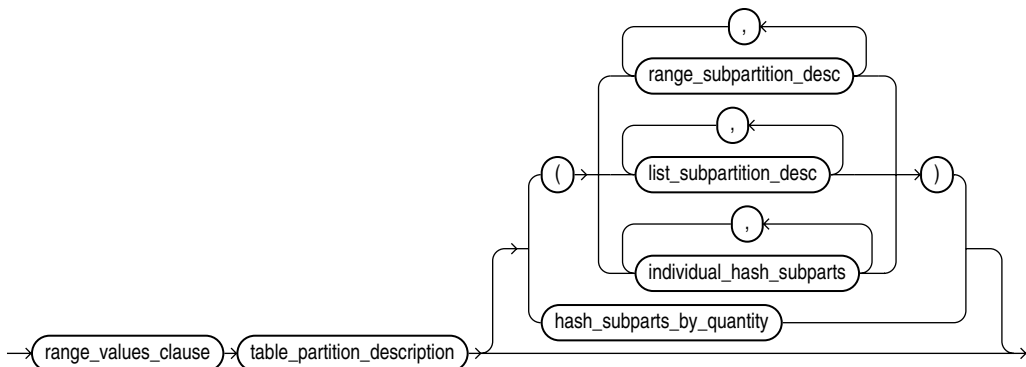 ,
range_subpartition_desc
,
( list_subpartition_desc )
,
individual_hash_subparts
hash_subparts_by_quantity
range_values_clause table_partition_description